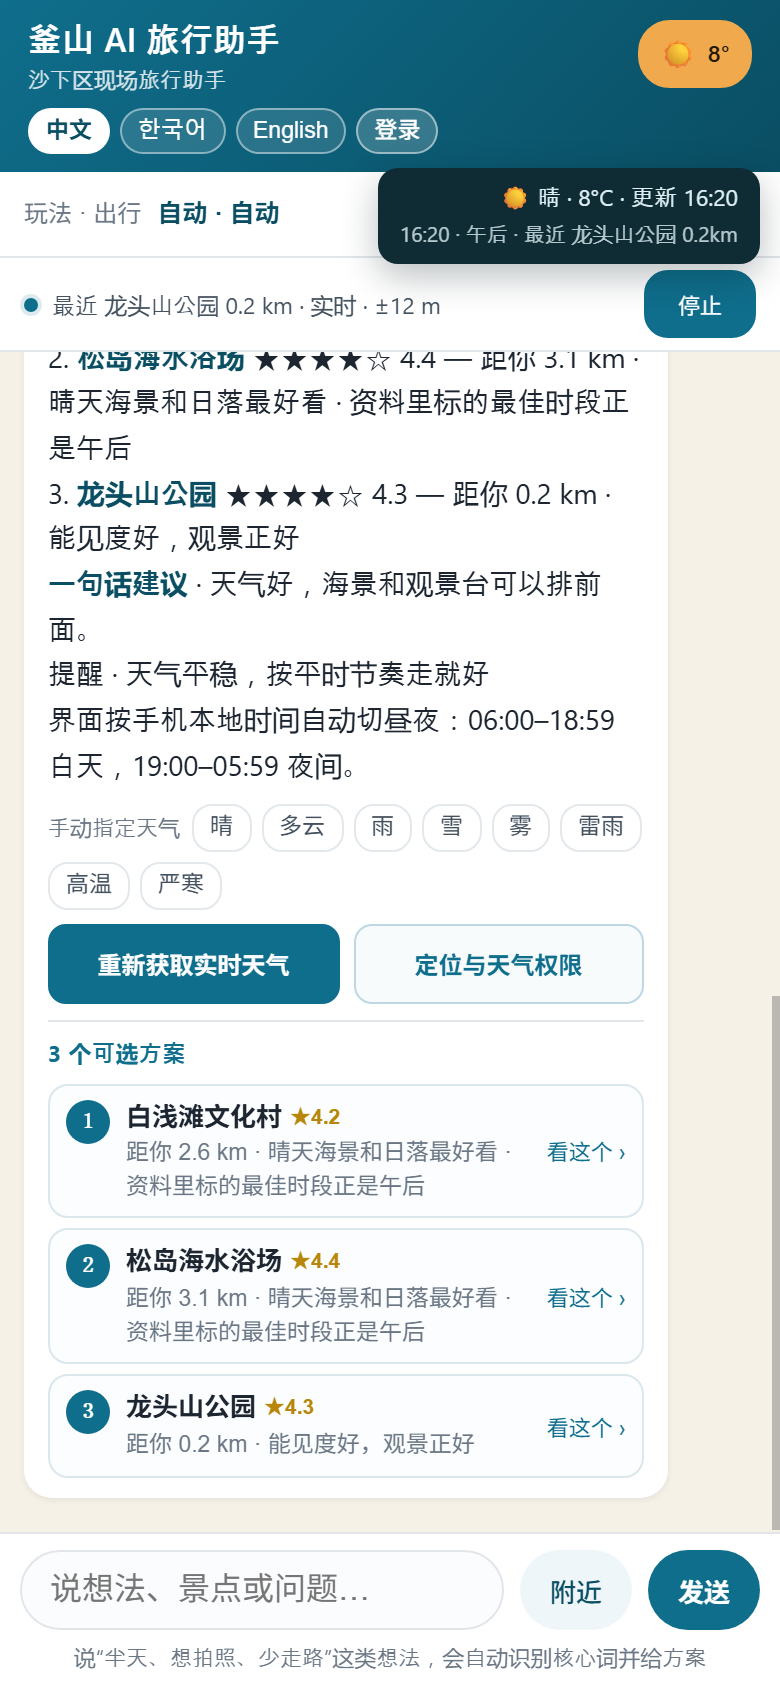 釜山 AI 旅行助手
8°
沙下区现场旅行助手
中文 한국어 English 登录
晴 · 8°C · 更新 16:20
玩法 · 出行 自动 · 自动
16:20 · 午后 · 最近 龙头山公园 0.2km
最近 龙头山公园 0.2 km · 实时 · ±12 m
停止
2. 松岛海水浴场 ★★★★☆ 4.4 — 距你 3.1 km ·
晴天海景和日落最好看 · 资料里标的最佳时段正
是午后
3. 龙头山公园 ★★★★☆ 4.3 — 距你 0.2 km ·
能见度好，观景正好
一句话建议 · 天气好，海景和观景台可以排前
面。
提醒 · 天气平稳，按平时节奏走就好
界面按手机本地时间自动切昼夜：06:00–18:59
白天，19:00–05:59 夜间。
手动指定天气 晴 多云 雨 雪 雾 雷雨
高温 严寒
重新获取实时天气 定位与天气权限
3 个可选方案
1 白浅滩文化村 ★4.2
距你 2.6 km · 晴天海景和日落最好看 ·
资料里标的最佳时段正是午后
看这个 ›
2 松岛海水浴场 ★4.4
距你 3.1 km · 晴天海景和日落最好看 ·
资料里标的最佳时段正是午后
看这个 ›
3 龙头山公园 ★4.3
距你 0.2 km · 能见度好，观景正好
看这个 ›
说想法、景点或问题…
附近
发送
说“半天、想拍照、少走路”这类想法，会自动识别核心词并给方案